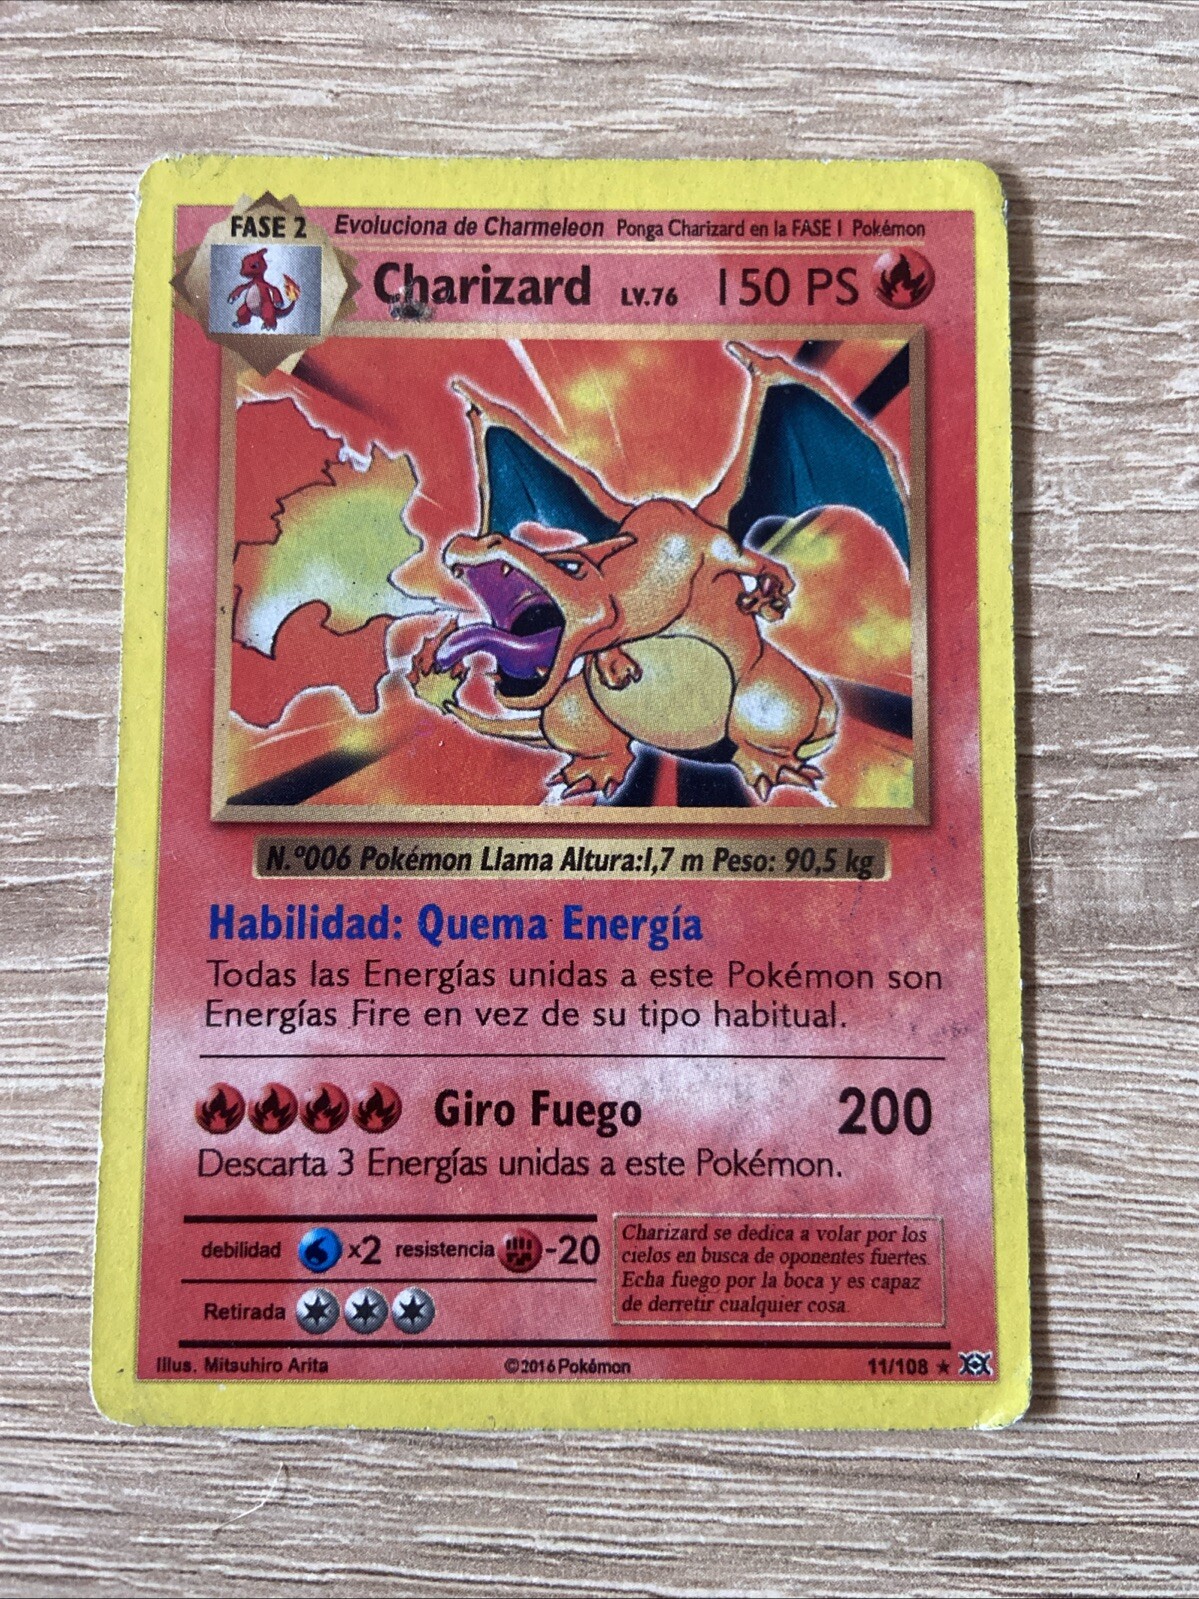 FASE 2 Evoluciona de Charmeleon Ponga Charizard en la FASE I Pokémon
Charizard LV.76 150 PS
N.º006 Pokémon Llama Altura:1,7 m Peso: 90,5 kg
Habilidad: Quema Energía
Todas las Energías unidas a este Pokémon son
Energías Fire en vez de su tipo habitual.
Giro Fuego 200
Descarta 3 Energías unidas a este Pokémon.
debilidad x2 resistencia -20
Retirada
Charizard se dedica a volar por los
cielos en busca de oponentes fuertes.
Echa fuego por la boca y es capaz
de derretir cualquier cosa.
Illus. Mitsuhiro Arita ©2016 Pokémon 11/108 ★